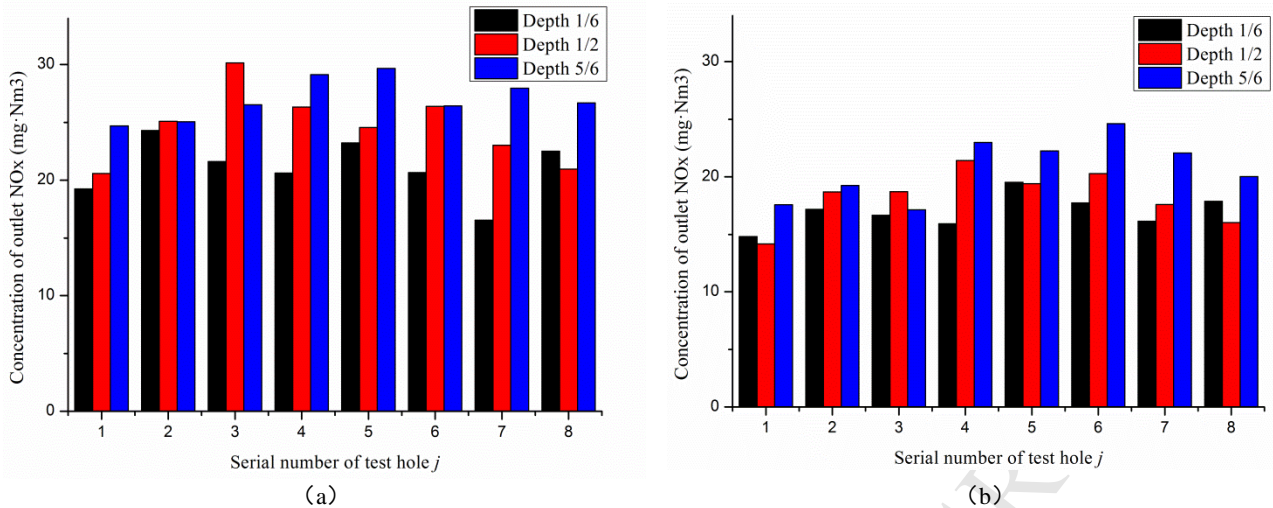 Depth 1/6
Depth 1/2
Depth 5/6
Concentration of outlet NOx (mg·Nm3)
30
20
10
0
1 2 3 4 5 6 7 8
Serial number of test hole j
(a)
Depth 1/6
Depth 1/2
Depth 5/6
Concentration of outlet NOx (mg·Nm3)
30
20
10
0
1 2 3 4 5 6 7 8
Serial number of test hole j
(b)